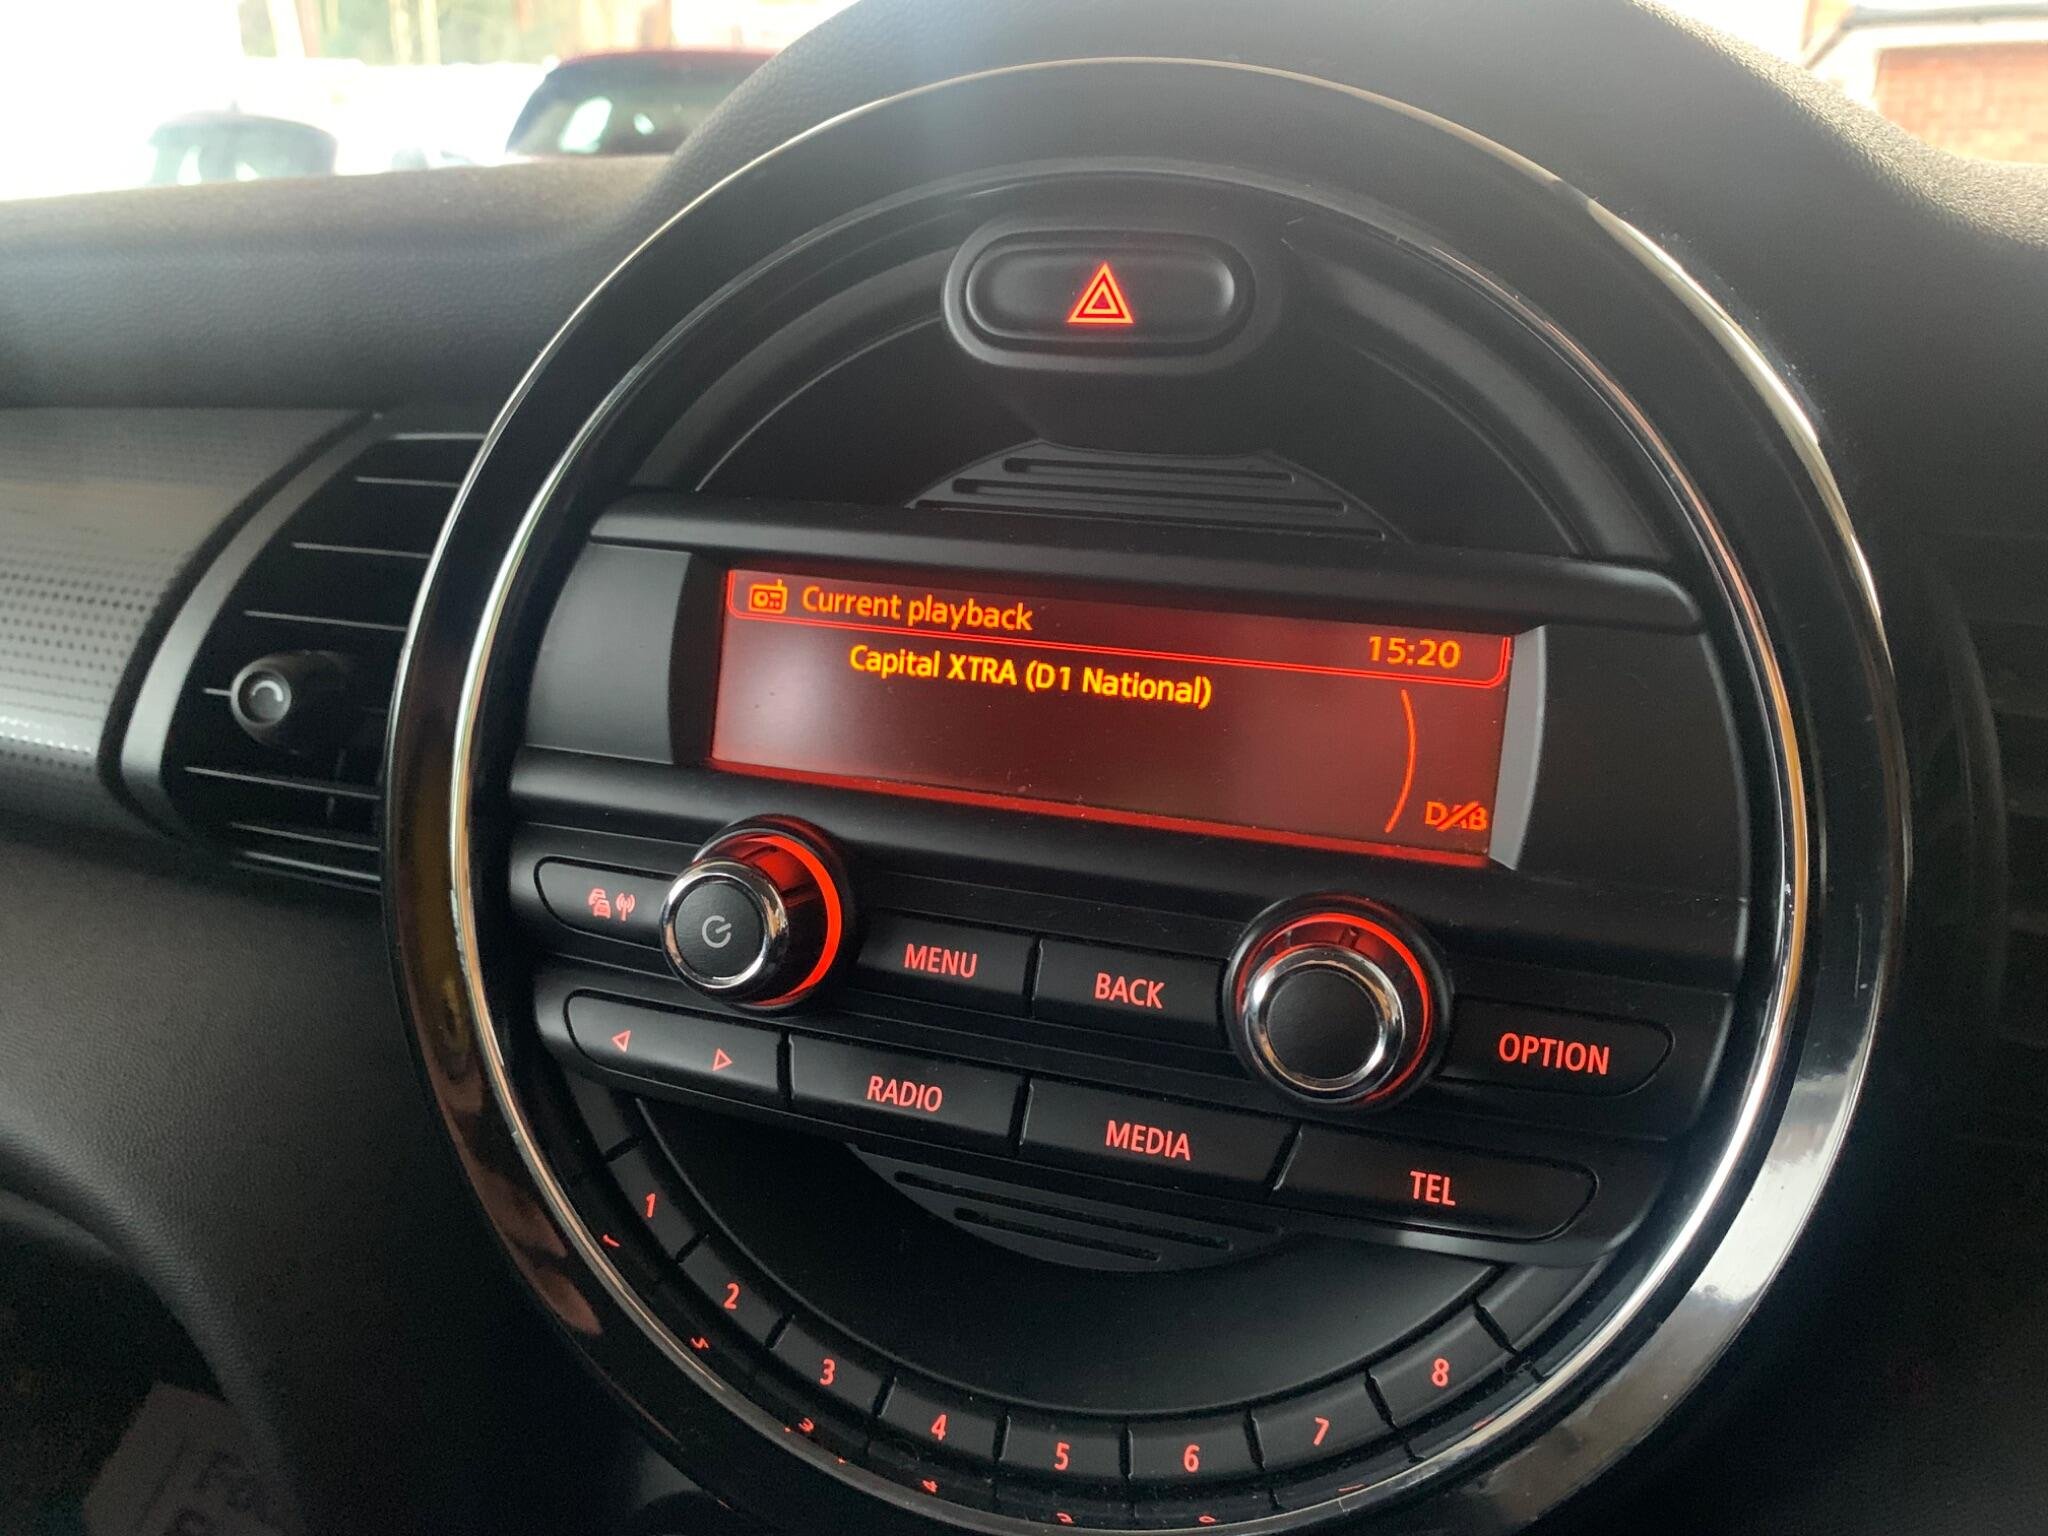 Current playback
15:20
Capital XTRA (D1 National)
DAB
MENU
BACK
OPTION
RADIO
MEDIA
TEL
1
2
3
4
5
6
7
8